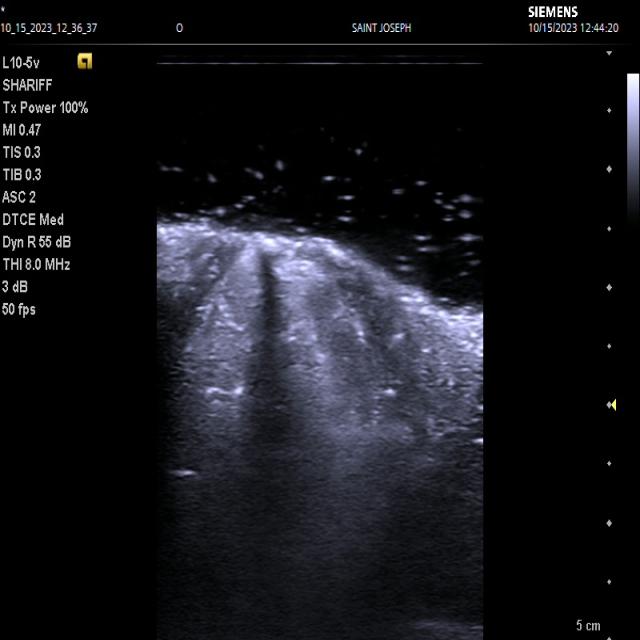 *
SIEMENS
10_15_2023_12_36_37 O SAINT JOSEPH 10/15/2023 12:44:20
L10-5v
SHARIFF
Tx Power 100%
MI 0.47
TIS 0.3
TIB 0.3
ASC 2
DTCE Med
Dyn R 55 dB
THI 8.0 MHz
3 dB
50 fps
5 cm